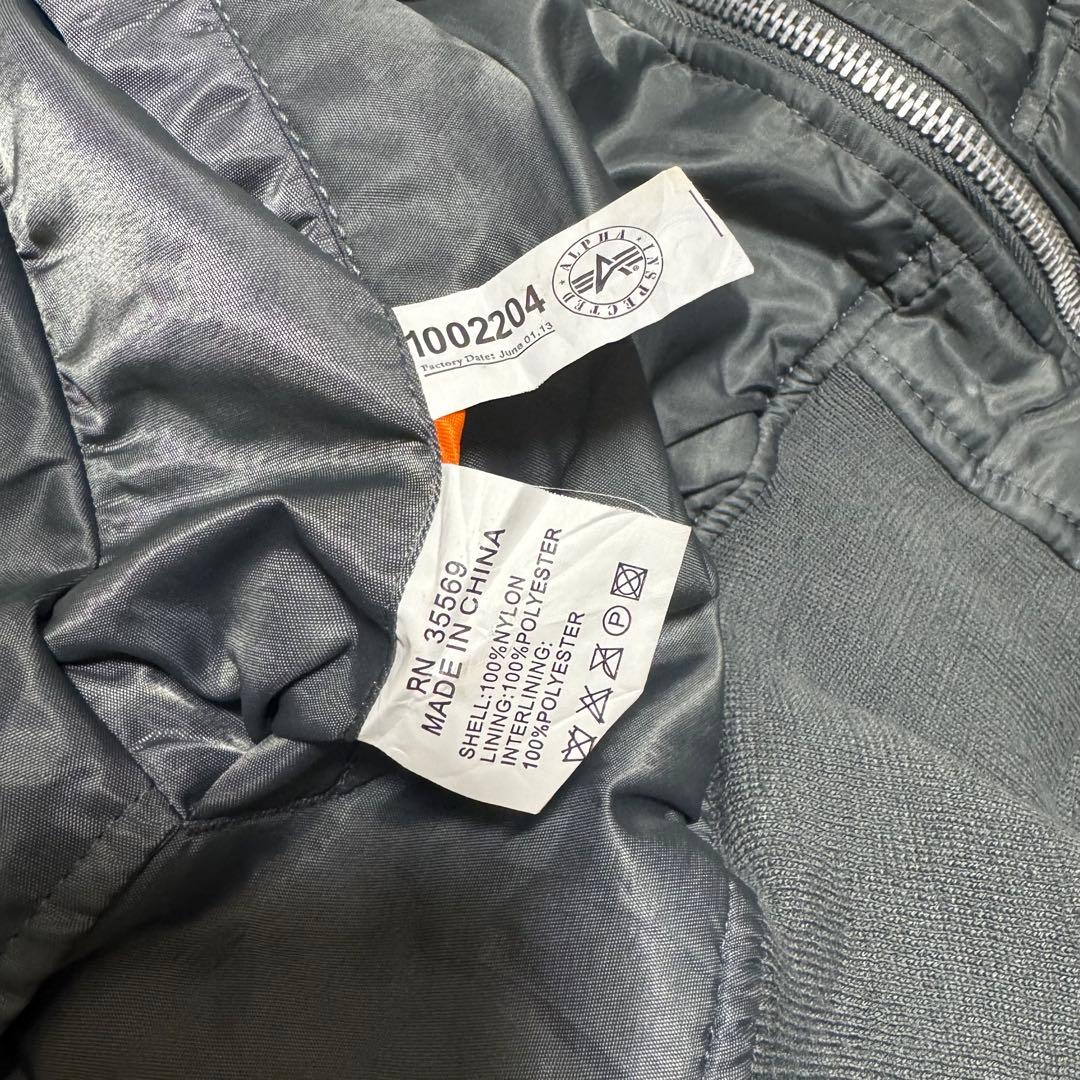 ALPHA · INSPECTED
1002204
Factory Date: June 01.13
RN 35569
MADE IN CHINA
SHELL:100%NYLON
LINING:100%POLYESTER
INTERLINING:
100%POLYESTER
P